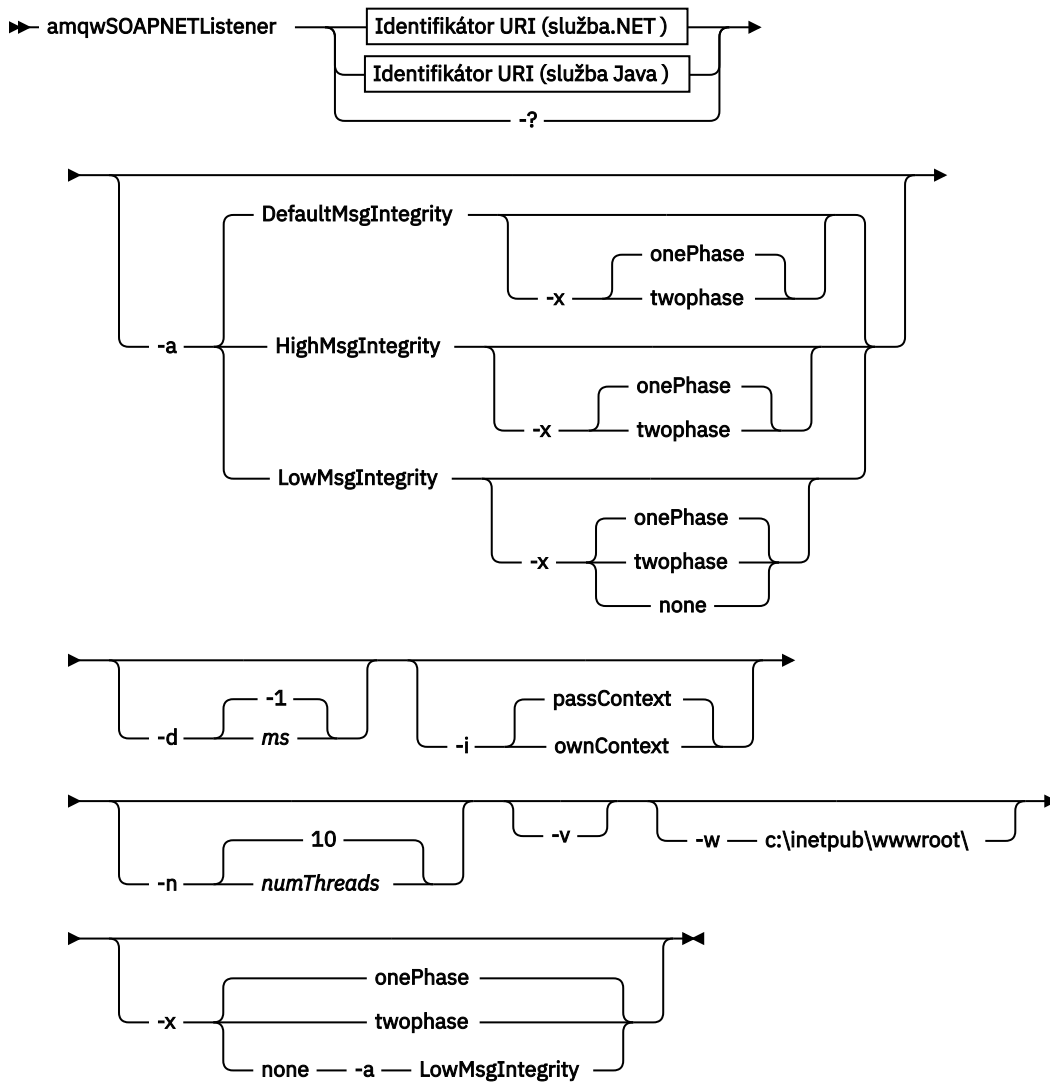 amqwSOAPNETListener
Identifikátor URI (služba.NET )
Identifikátor URI (služba Java )
-?
DefaultMsgIntegrity
onePhase
-x twophase
-a HighMsgIntegrity
onePhase
-x twophase
LowMsgIntegrity
onePhase
-x twophase
none
-1 passContext
-d ms -i ownContext
10 -v -w c:\inetpub\wwwroot\
-n numThreads
onePhase
-x twophase
none -a LowMsgIntegrity